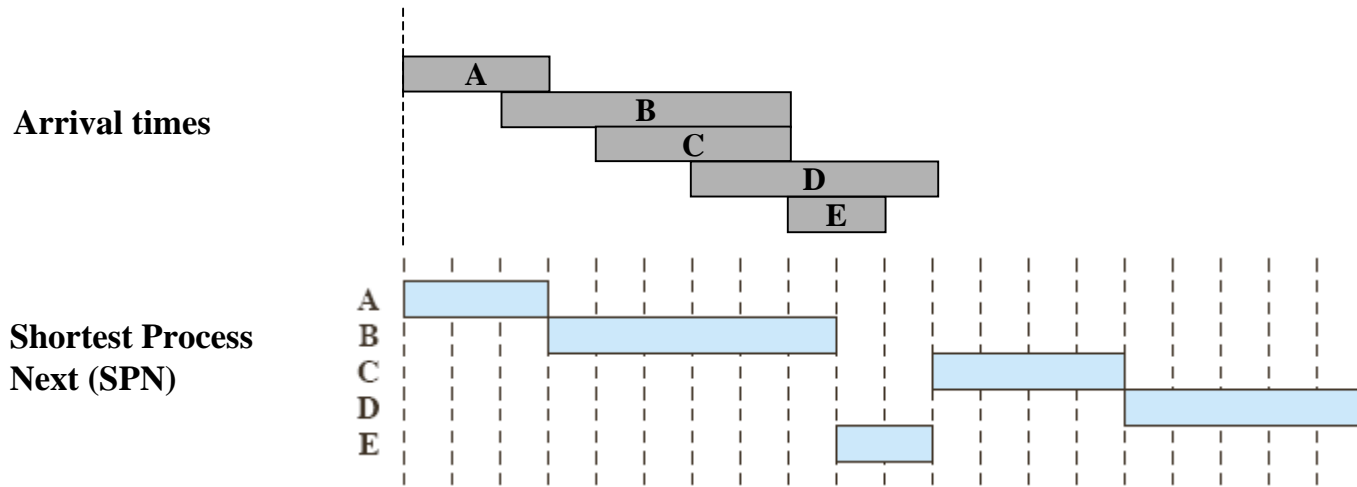 A
B
Arrival times
C
D
E
A
Shortest Process
B
Next (SPN)
C
D
E